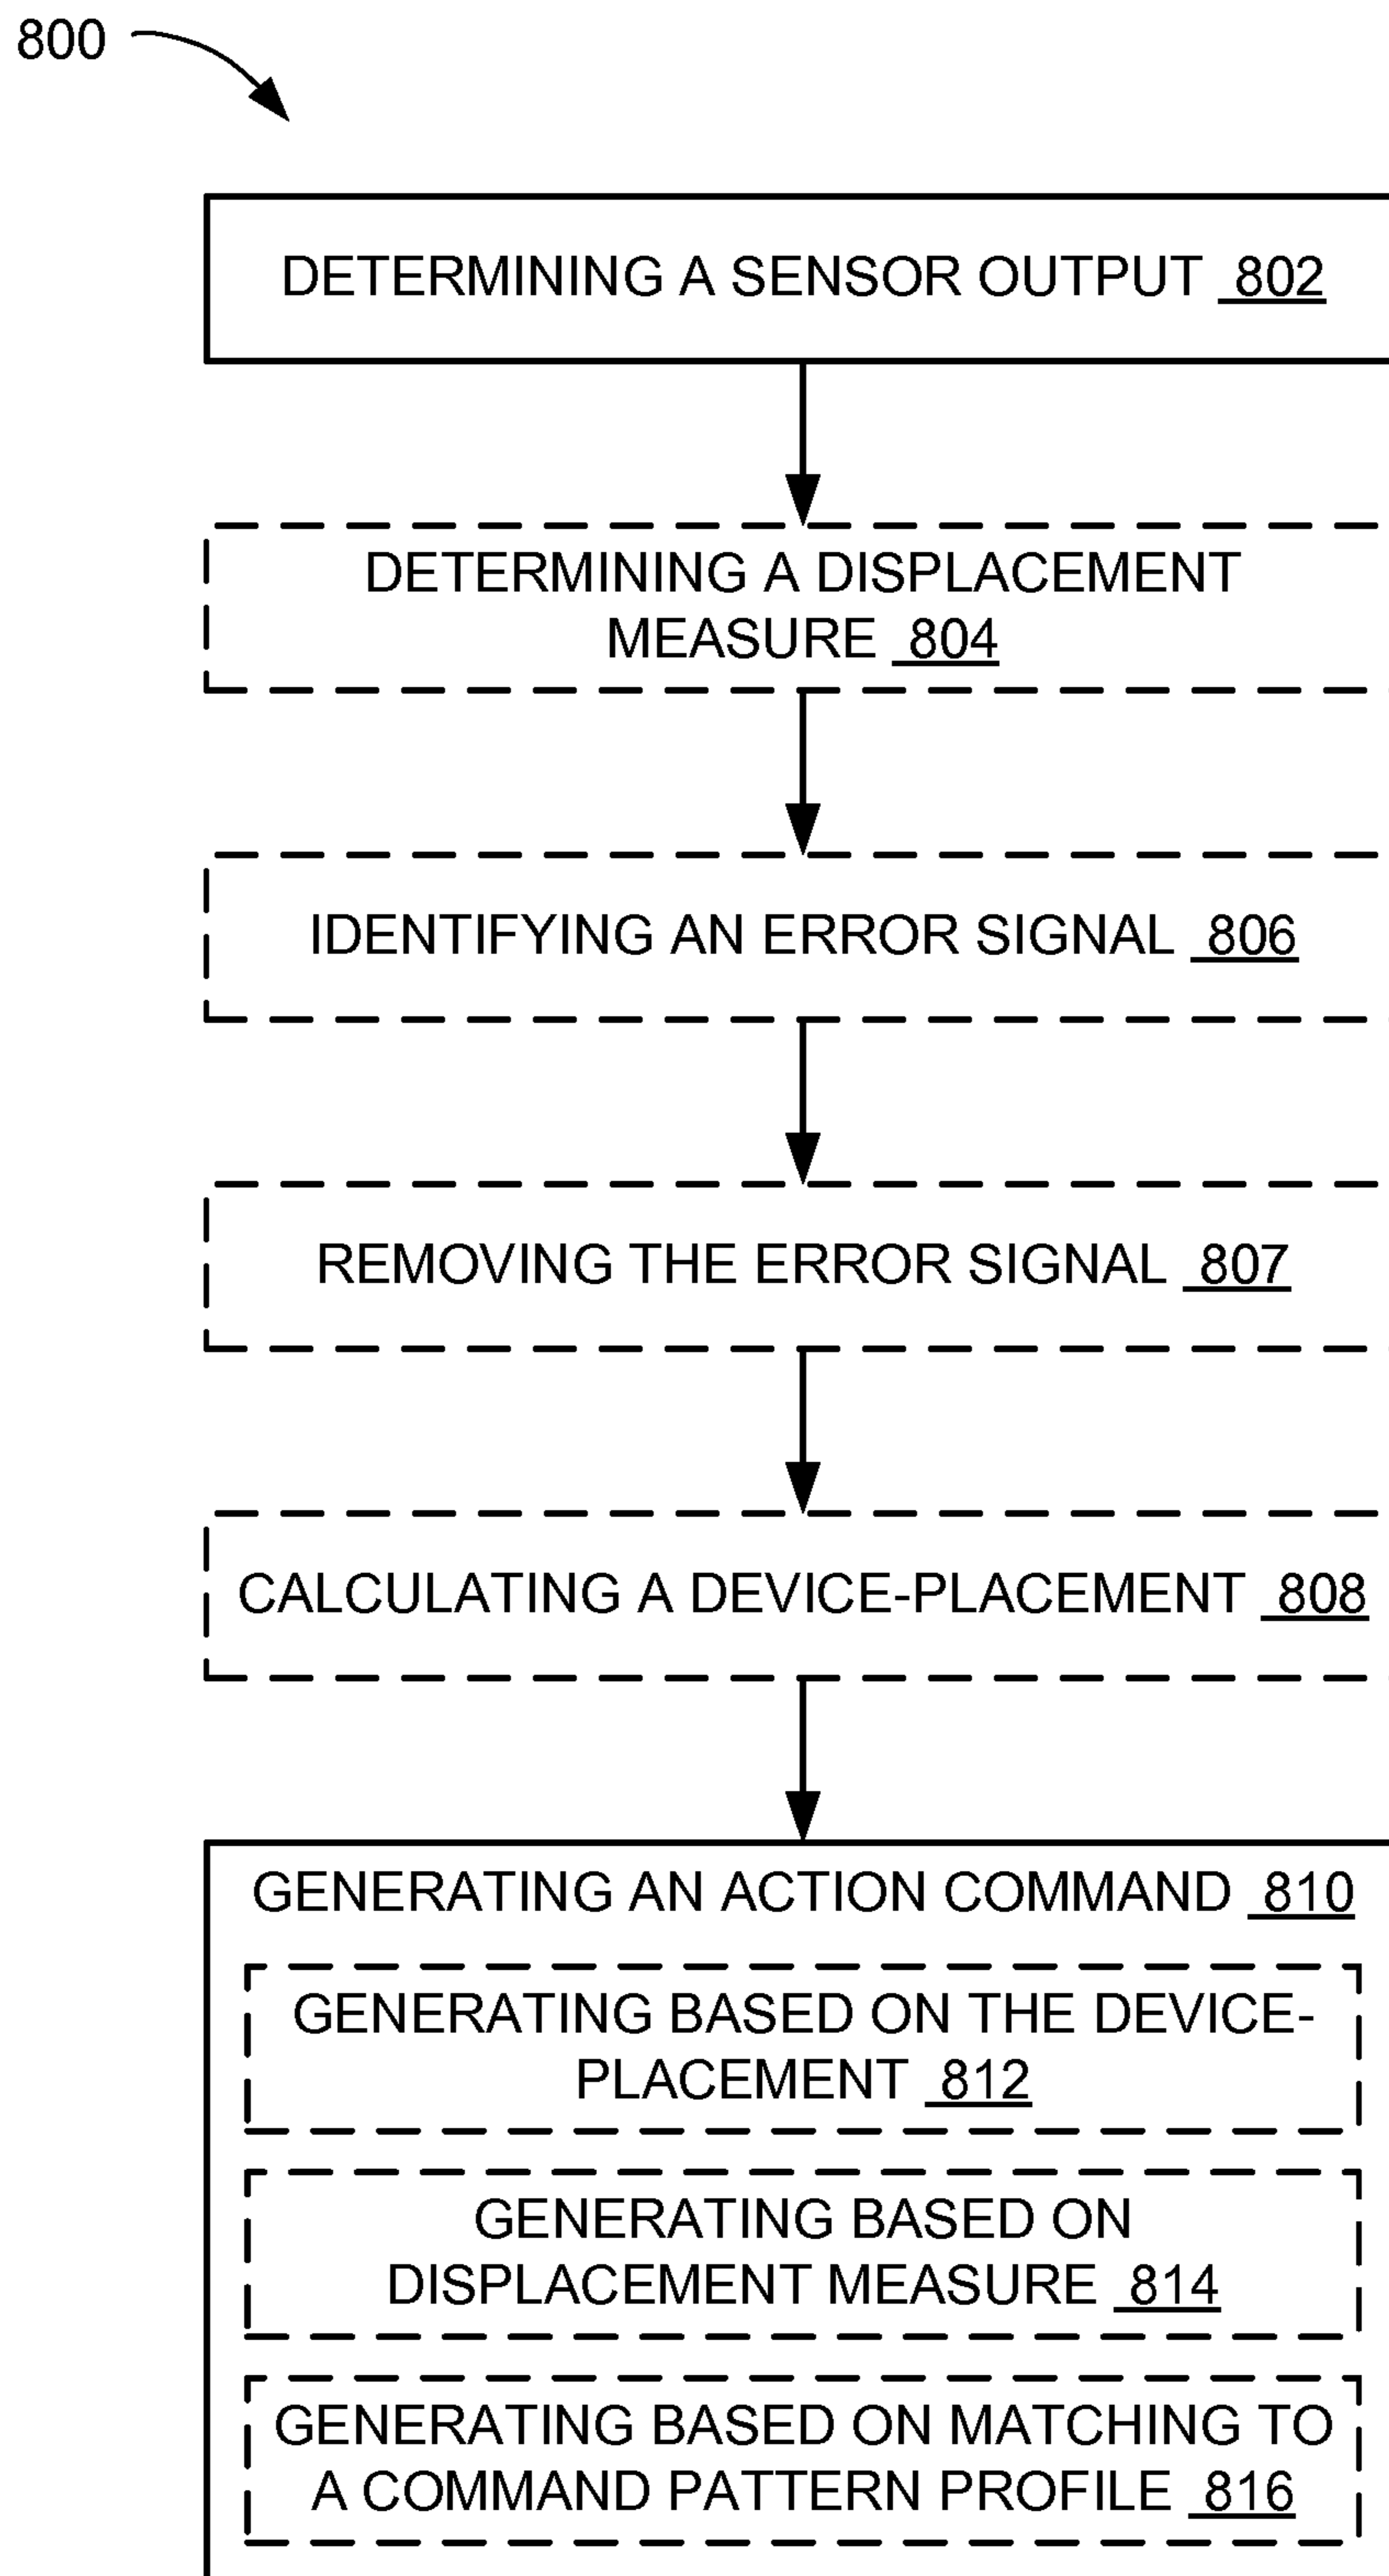 800
DETERMINING A SENSOR OUTPUT 802
DETERMINING A DISPLACEMENT
MEASURE 804
IDENTIFYING AN ERROR SIGNAL 806
REMOVING THE ERROR SIGNAL 807
CALCULATING A DEVICE-PLACEMENT 808
GENERATING AN ACTION COMMAND 810
GENERATING BASED ON THE DEVICE-
PLACEMENT 812
GENERATING BASED ON
DISPLACEMENT MEASURE 814
GENERATING BASED ON MATCHING TO
A COMMAND PATTERN PROFILE 816